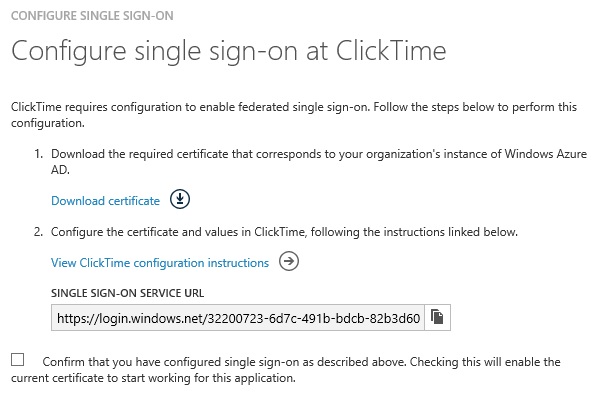 CONFIGURE SINGLE SIGN-ON
Configure single sign-on at ClickTime
ClickTime requires configuration to enable federated single sign-on. Follow the steps below to perform this
configuration.
1. Download the required certificate that corresponds to your organization's instance of Windows Azure
AD.
Download certificate
2. Configure the certificate and values in ClickTime, following the instructions linked below.
View ClickTime configuration instructions
SINGLE SIGN-ON SERVICE URL
https://login.windows.net/32200723-6d7c-491b-bdcb-82b3d60
Confirm that you have configured single sign-on as described above. Checking this will enable the
current certificate to start working for this application.